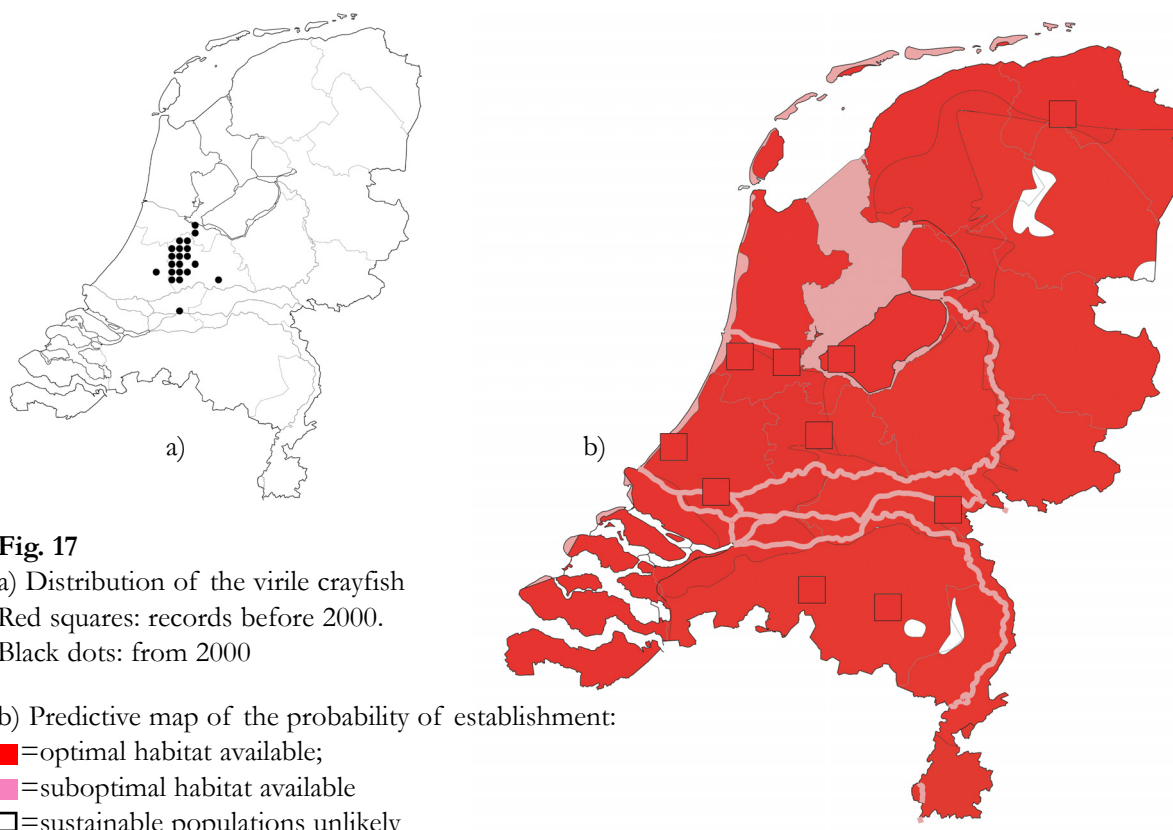 a)
b)
Fig. 17
a) Distribution of the virile crayfish
Red squares: records before 2000.
Black dots: from 2000
b) Predictive map of the probability of establishment:
=optimal habitat available;
=suboptimal habitat available
=sustainable populations unlikely